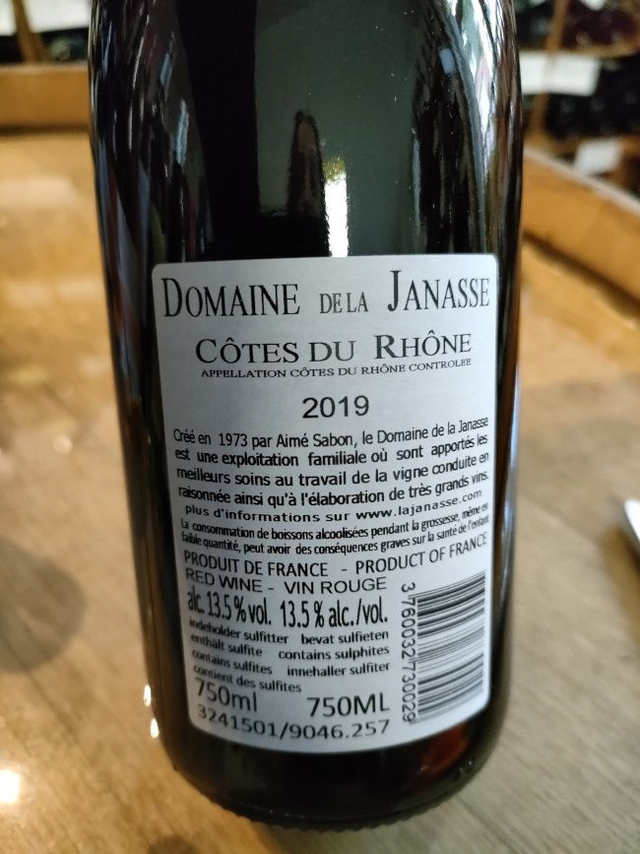 DOMAINE DE LA JANASSE
CÔTES DU RHÔNE
APPELLATION CÔTES DU RHÔNE CONTROLEE
2019
Créé en 1973 par Aimé Sabon, le Domaine de la Janasse
est une exploitation familiale où sont apportés les
meilleurs soins au travail de la vigne conduite en
raisonnée ainsi qu'à l'élaboration de très grands vins.
plus d'informations sur www.lajanasse.com
La consommation de boissons alcoolisées pendant la grossesse, même en
faible quantité, peut avoir des conséquences graves sur la santé de l'enfant
PRODUIT DE FRANCE - PRODUCT OF FRANCE
RED WINE - VIN ROUGE
alc. 13.5 % vol. 13.5 % alc./vol.
indeholder sulfitter bevat sulfieten
enthält sulfite contains sulphites
contains sulfites innehaller sulfiter
contient des sulfites
750ml 750ML
3241501/9046.257
3 760032 730029